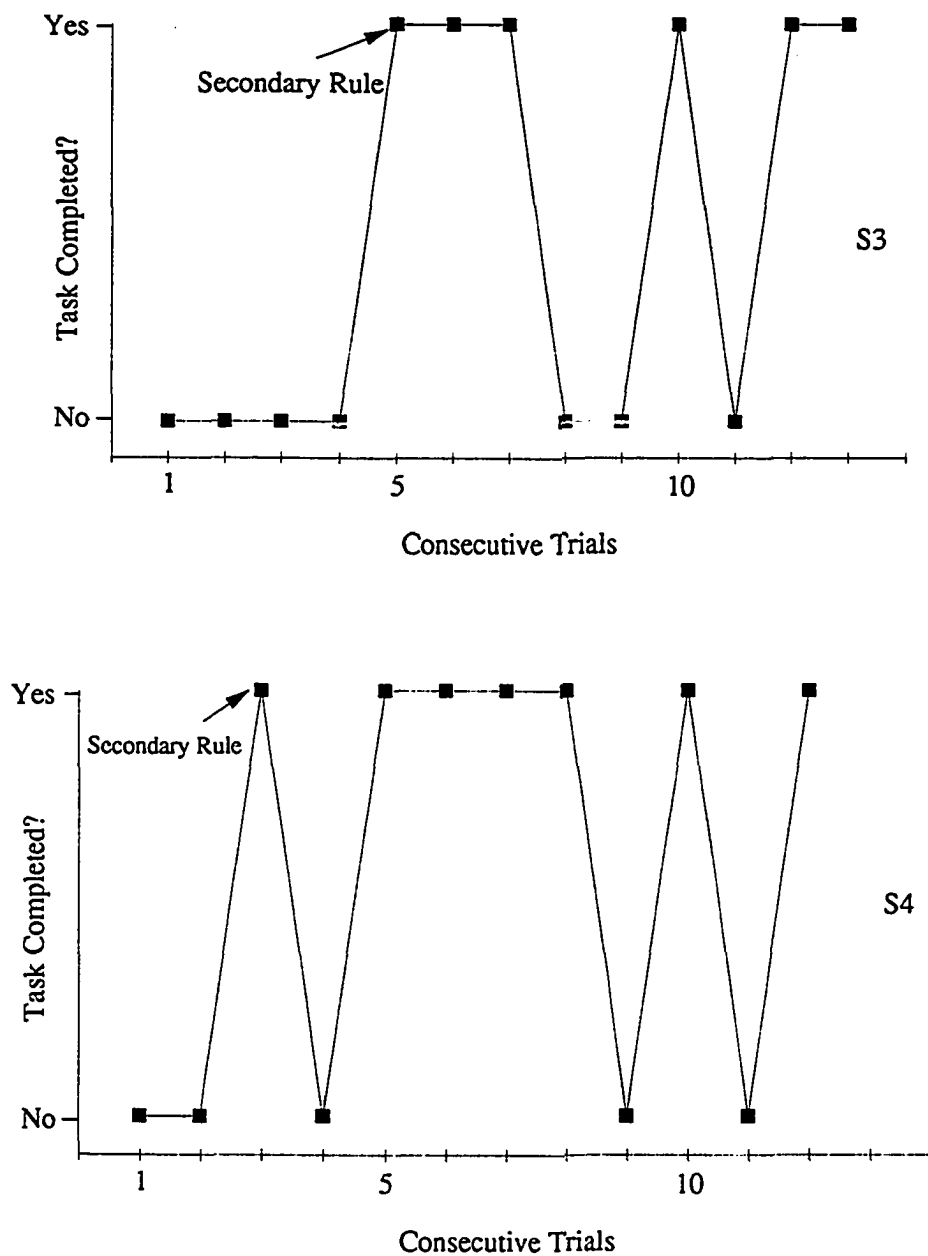 Yes
Secondary Rule
Task Completed?
S3
No
1 5 10
Consecutive Trials
Yes
Secondary Rule
Task Completed?
S4
No
1 5 10
Consecutive Trials